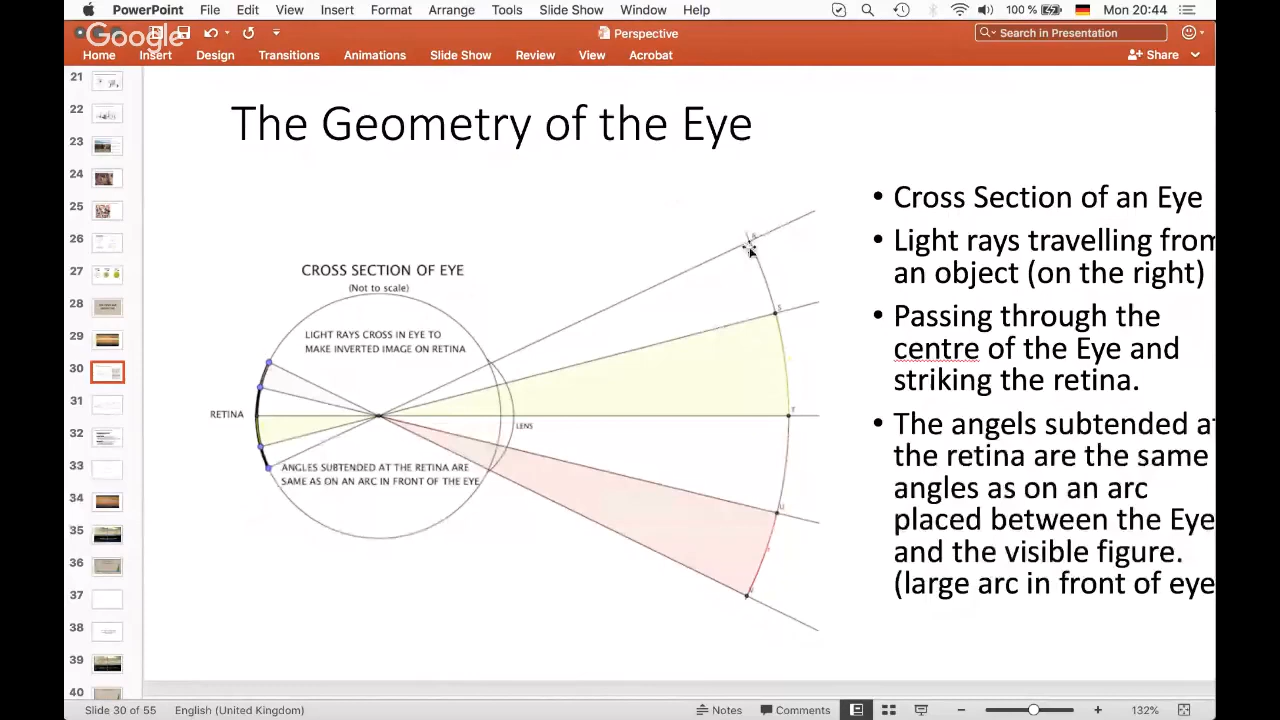 PowerPoint File Edit View Insert Format Arrange Tools Slide Show Window Help 100 % Mon 20:44
Google
Perspective
Search in Presentation
Home Insert Design Transitions Animations Slide Show Review View Acrobat
Share
21
22
23
24
25
26
27
28
29
30
31
32
33
34
35
36
37
38
39
40
The Geometry of the Eye
CROSS SECTION OF EYE
(Not to scale)
LIGHT RAYS CROSS IN EYE TO
MAKE INVERTED IMAGE ON RETINA
RETINA
LENS
ANGLES SUBTENDED AT THE RETINA ARE
SAME AS ON AN ARC IN FRONT OF THE EYE
S
T
U
V
• Cross Section of an Eye
• Light rays travelling from
an object (on the right)
• Passing through the
centre of the Eye and
striking the retina.
• The angels subtended at
the retina are the same
angles as on an arc
placed between the Eye
and the visible figure.
(large arc in front of eye
Slide 30 of 55 English (United Kingdom) Notes Comments 132%